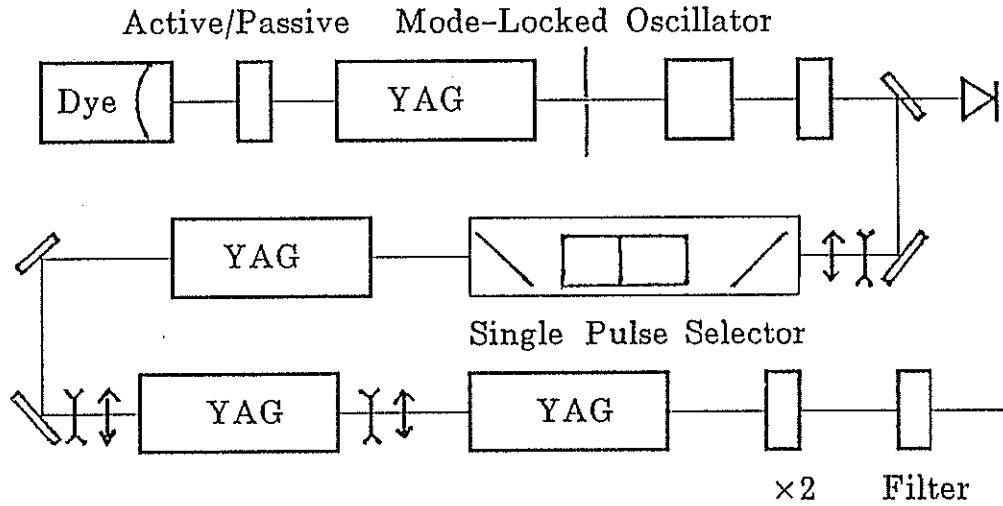 Active/Passive Mode-Locked Oscillator
Dye YAG
YAG
Single Pulse Selector
YAG YAG
×2 Filter